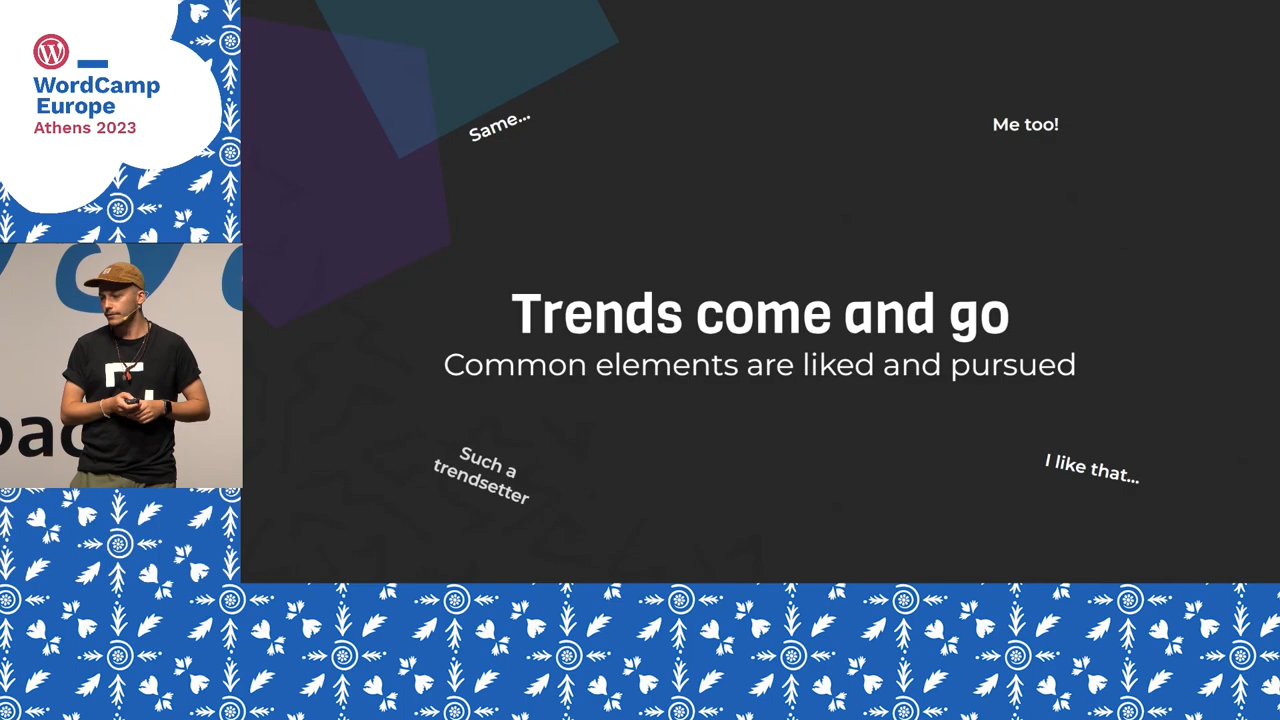 WordCamp
Europe
Athens 2023
Same...
Me too!
Trends come and go
Common elements are liked and pursued
Such a
trendsetter
I like that...
pac